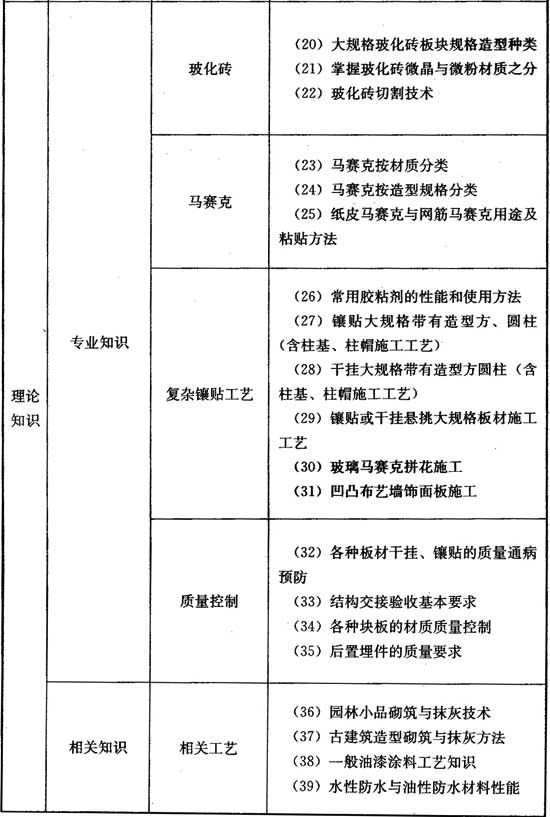 玻化砖
(20) 大规格玻化砖板块规格造型种类
(21) 掌握玻化砖微晶与微粉材质之分
(22) 玻化砖切割技术
马赛克
(23) 马赛克按材质分类
(24) 马赛克按造型规格分类
(25) 纸皮马赛克与网筋马赛克用途及
粘贴方法
理论
知识
专业知识
复杂镶贴工艺
(26) 常用胶粘剂的性能和使用方法
(27) 镶贴大规格带有造型方、圆柱
(含柱基、柱帽施工工艺)
(28) 干挂大规格带有造型方圆柱(含
柱基、柱帽施工工艺)
(29) 镶贴或干挂悬挑大规格板材施工
工艺
(30) 玻璃马赛克拼花施工
(31) 凹凸布艺墙饰面板施工
质量控制
(32) 各种板材干挂、镶贴的质量通病
预防
(33) 结构交接验收基本要求
(34) 各种块板的材质质量控制
(35) 后置埋件的质量要求
相关知识
相关工艺
(36) 园林小品砌筑与抹灰技术
(37) 古建筑造型砌筑与抹灰方法
(38) 一般油漆涂料工艺知识
(39) 水性防水与油性防水材料性能